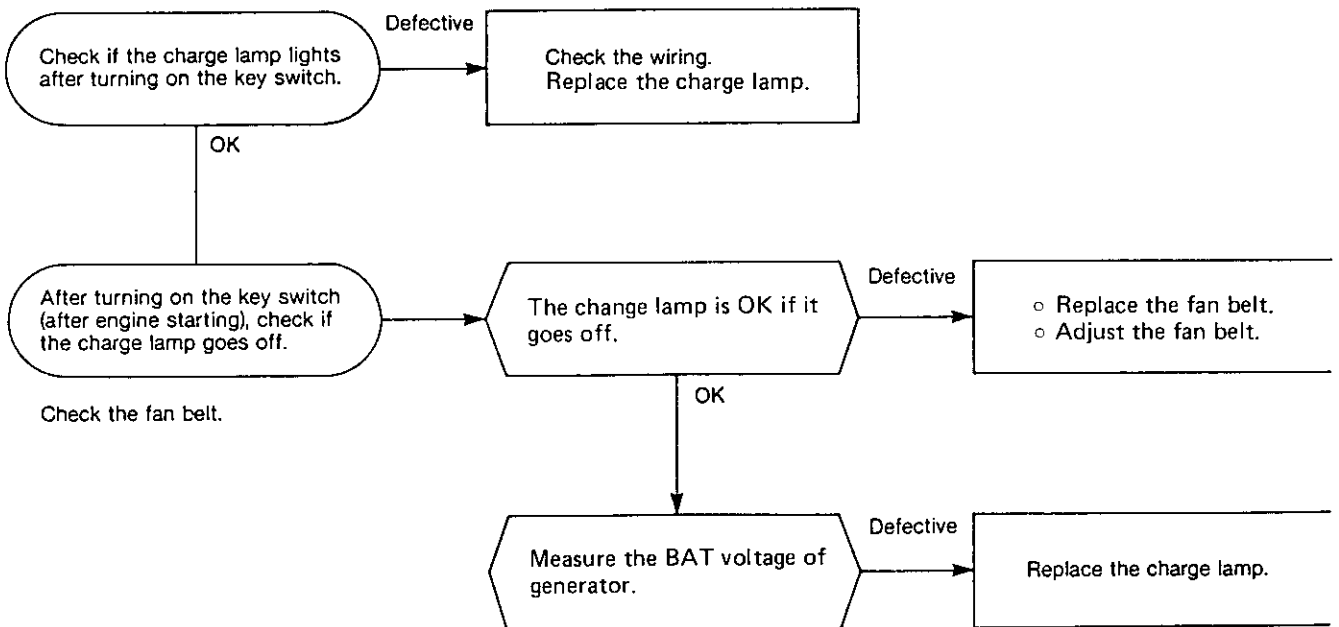 Defective
Check if the charge lamp lights
after turning on the key switch.
Check the wiring.
Replace the charge lamp.
OK
After turning on the key switch
(after engine starting), check if
the charge lamp goes off.
The change lamp is OK if it
goes off.
Defective
○ Replace the fan belt.
○ Adjust the fan belt.
Check the fan belt.
OK
Measure the BAT voltage of
generator.
Defective
Replace the charge lamp.